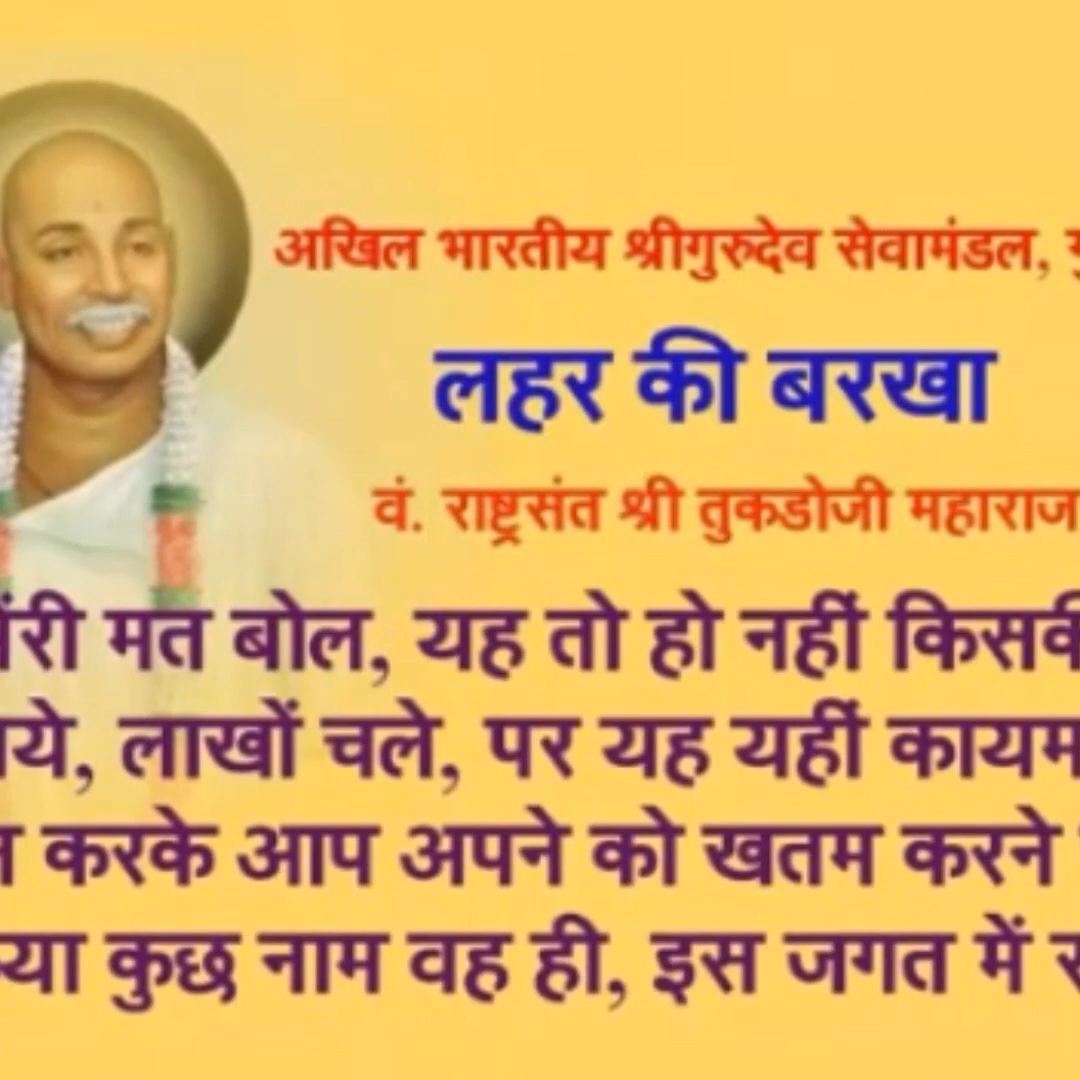 अखिल भारतीय श्रीगुरुदेव सेवामंडल,
लहर की बरखा
वं. राष्ट्रसंत श्री तुकडोजी महाराज
मत बोल, यह तो हो नहीं
लाखों चले, पर यह यहीं कायम
करके आप अपने को खतम करने
कुछ नाम वह ही, इस जगत में